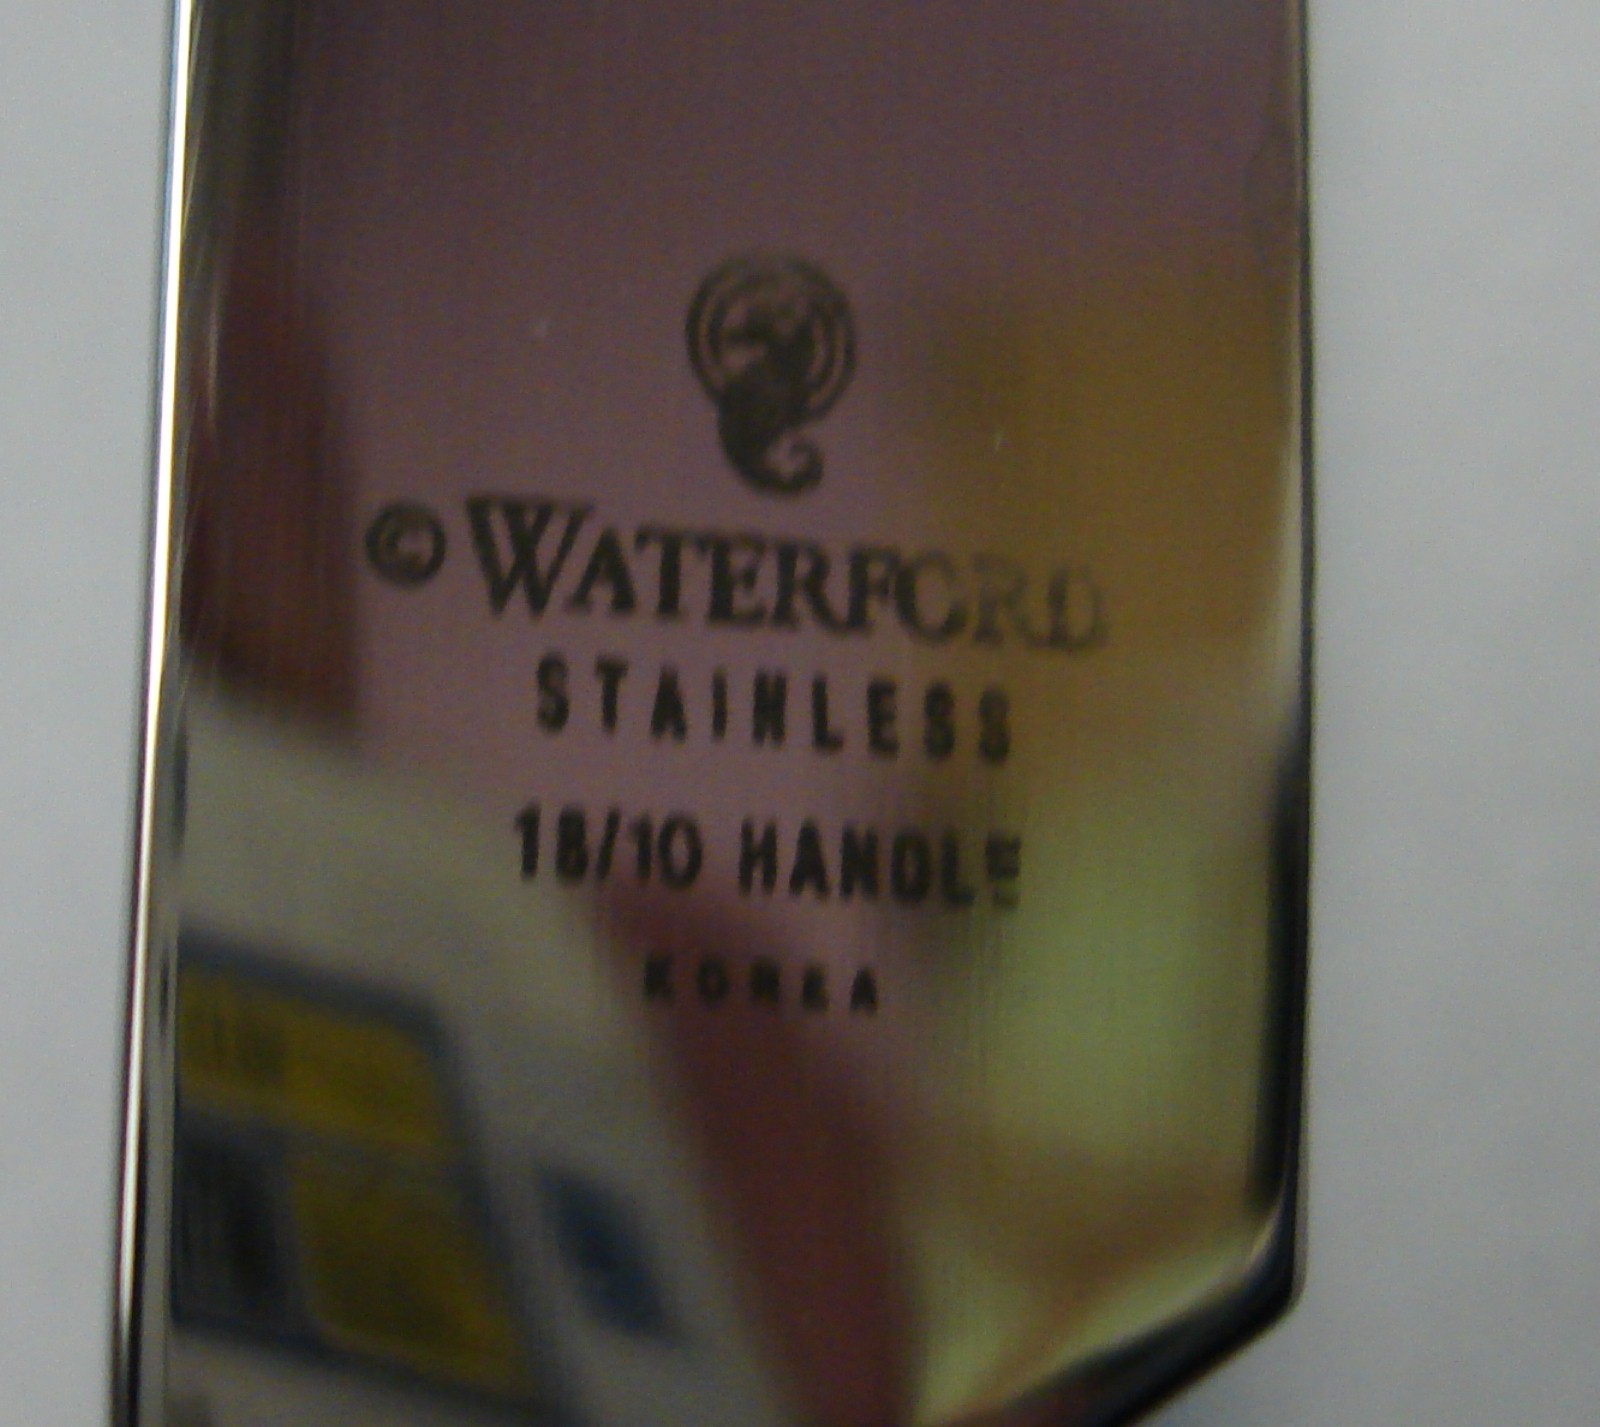 © WATERFORD
STAINLESS
18/10 HANDLE
KOREA